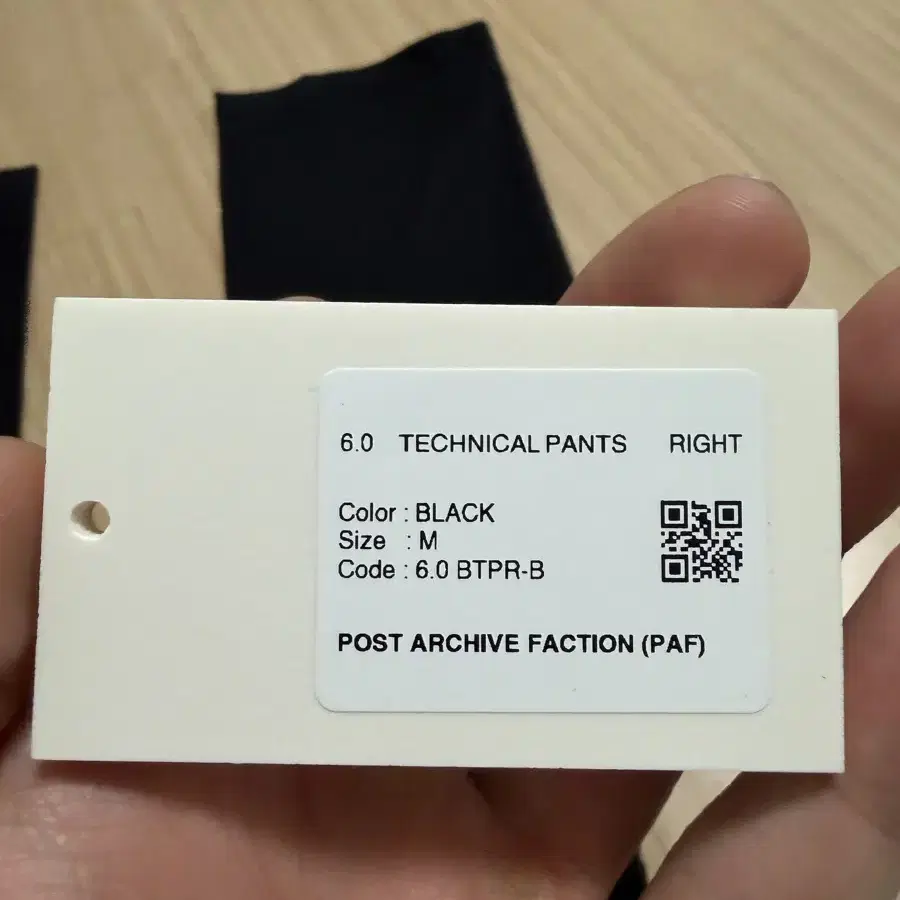 6.0 TECHNICAL PANTS RIGHT
Color : BLACK
Size : M
Code : 6.0 BTPR-B
POST ARCHIVE FACTION (PAF)